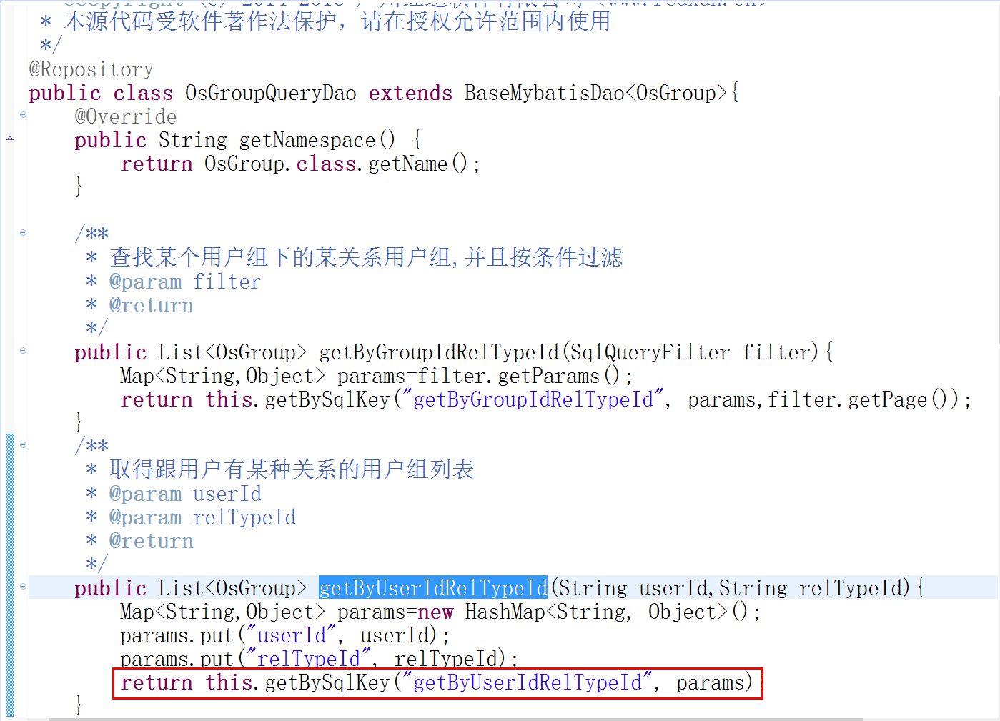 * 本源代码受软件著作法保护，请在授权允许范围内使用
*/
@Repository
public class OsGroupQueryDao extends BaseMybatisDao<OsGroup>{
@Override
public String getNamespace() {
return OsGroup.class.getName();
}
/**
* 查找某个用户组下的某关系用户组,并且按条件过滤
* @param filter
* @return
*/
public List<OsGroup> getByGroupIdRelTypeId(SqlQueryFilter filter){
Map<String,Object> params=filter.getParams();
return this.getBySqlKey("getByGroupIdRelTypeId", params,filter.getPage());
}
/**
* 取得跟用户有某种关系的用户组列表
* @param userId
* @param relTypeId
* @return
*/
public List<OsGroup> getByUserIdRelTypeId(String userId,String relTypeId){
Map<String,Object> params=new HashMap<String, Object>();
params.put("userId", userId);
params.put("relTypeId", relTypeId);
return this.getBySqlKey("getByUserIdRelTypeId", params);
}